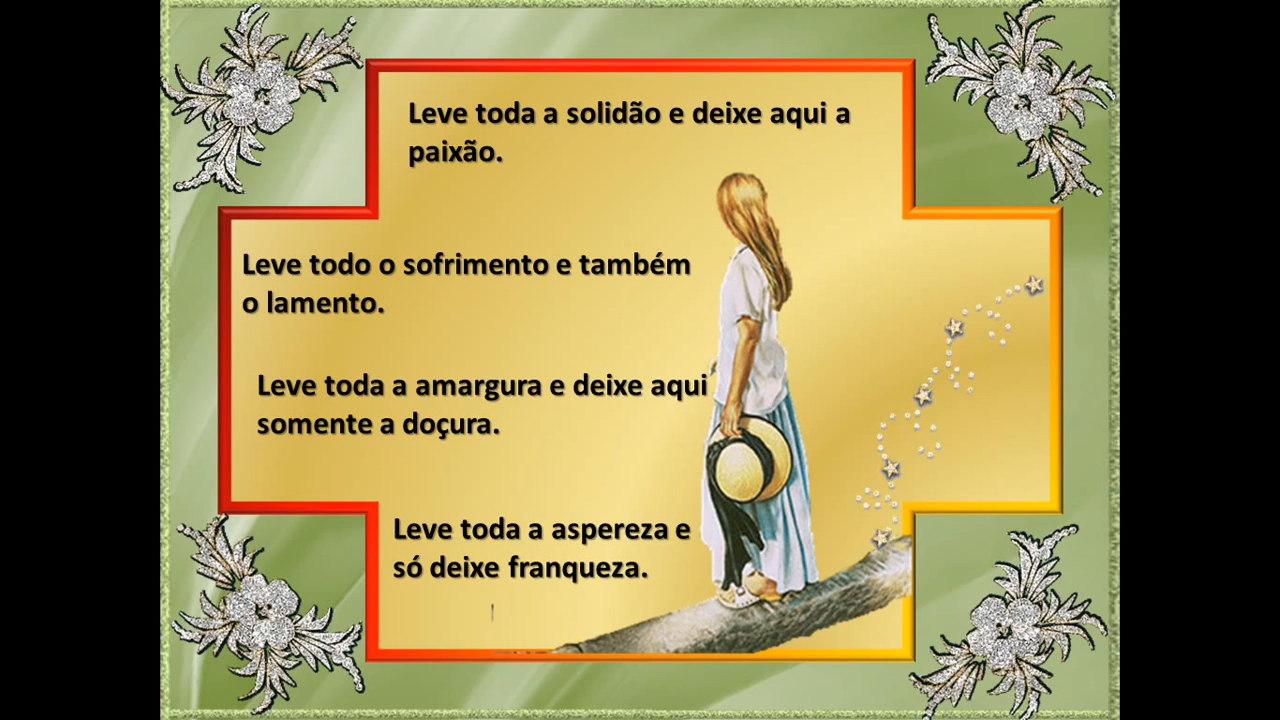 Leve toda a solidão e deixe aqui a
paixão.
Leve todo o sofrimento e também
o lamento.
Leve toda a amargura e deixe aqui
somente a doçura.
Leve toda a aspereza e
só deixe franqueza.